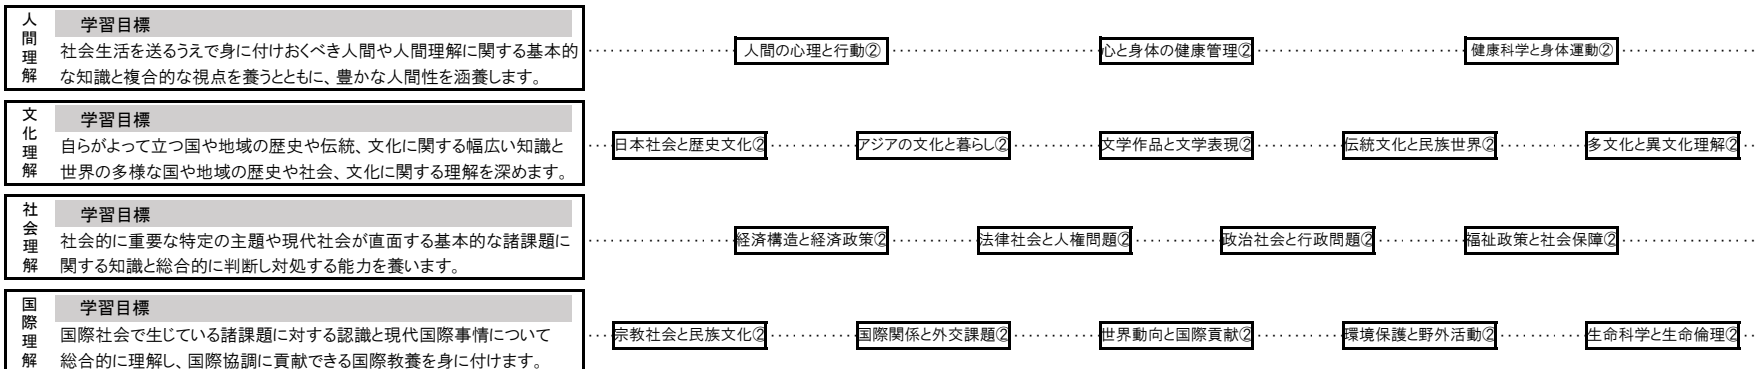 人間理解
学習目標
社会生活を送るうえで身に付けおくべき人間や人間理解に関する基本的
な知識と複合的な視点を養うとともに、豊かな人間性を涵養します。
人間の心理と行動②
心と身体の健康管理②
健康科学と身体運動②
文化理解
学習目標
自らがよって立つ国や地域の歴史や伝統、文化に関する幅広い知識と
世界の多様な国や地域の歴史や社会、文化に関する理解を深めます。
日本社会と歴史文化②
アジアの文化と暮らし②
文学作品と文学表現②
伝統文化と民族世界②
多文化と異文化理解②
社会理解
学習目標
社会的に重要な特定の主題や現代社会が直面する基本的な諸課題に
関する知識と総合的に判断し対処する能力を養います。
経済構造と経済政策②
法律社会と人権問題②
政治社会と行政問題②
福祉政策と社会保障②
国際理解
学習目標
国際社会で生じている諸課題に対する認識と現代国際事情について
総合的に理解し、国際協調に貢献できる国際教養を身に付けます。
宗教社会と民族文化②
国際関係と外交課題②
世界動向と国際貢献②
環境保護と野外活動②
生命科学と生命倫理②